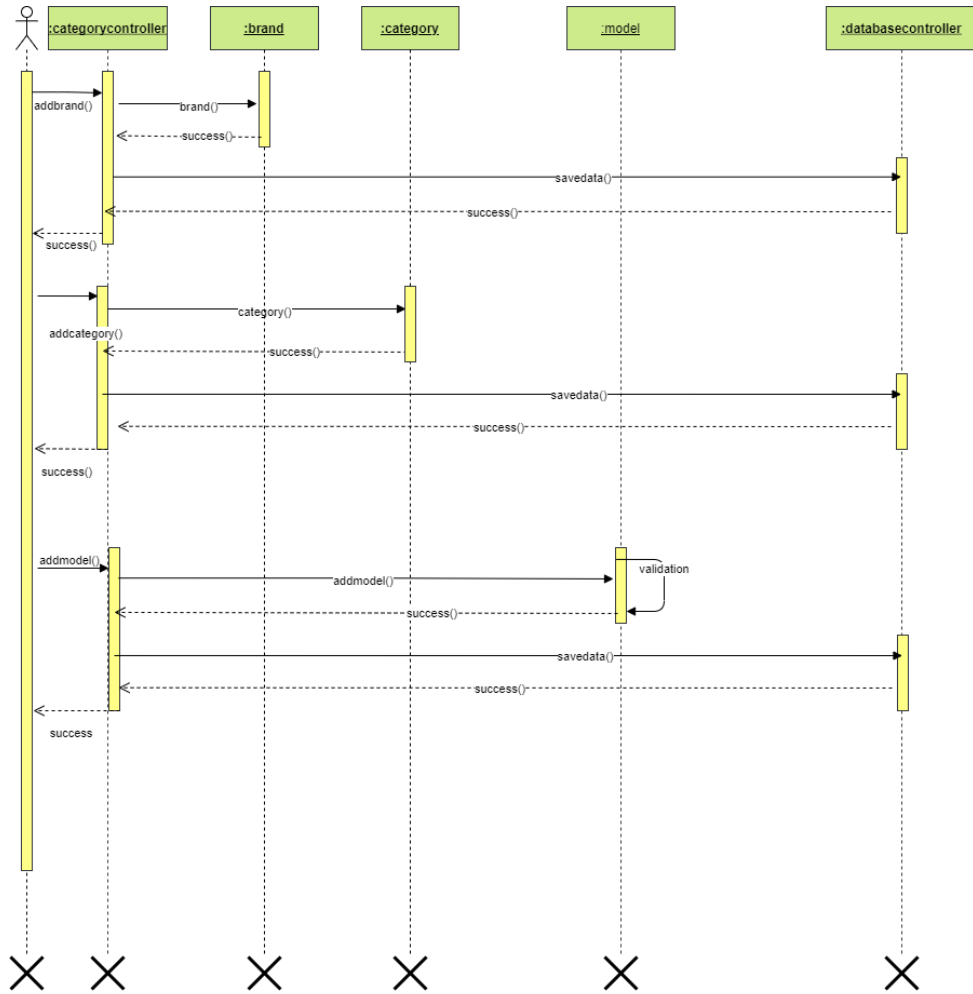 :categorycontroller
:brand
:category
:model
:databasecontroller
addbrand()
brand()
success()
savedata()
success()
success()
category()
addcategory()
success()
savedata()
success()
success()
addmodel()
validation
addmodel()
success()
savedata()
success()
success